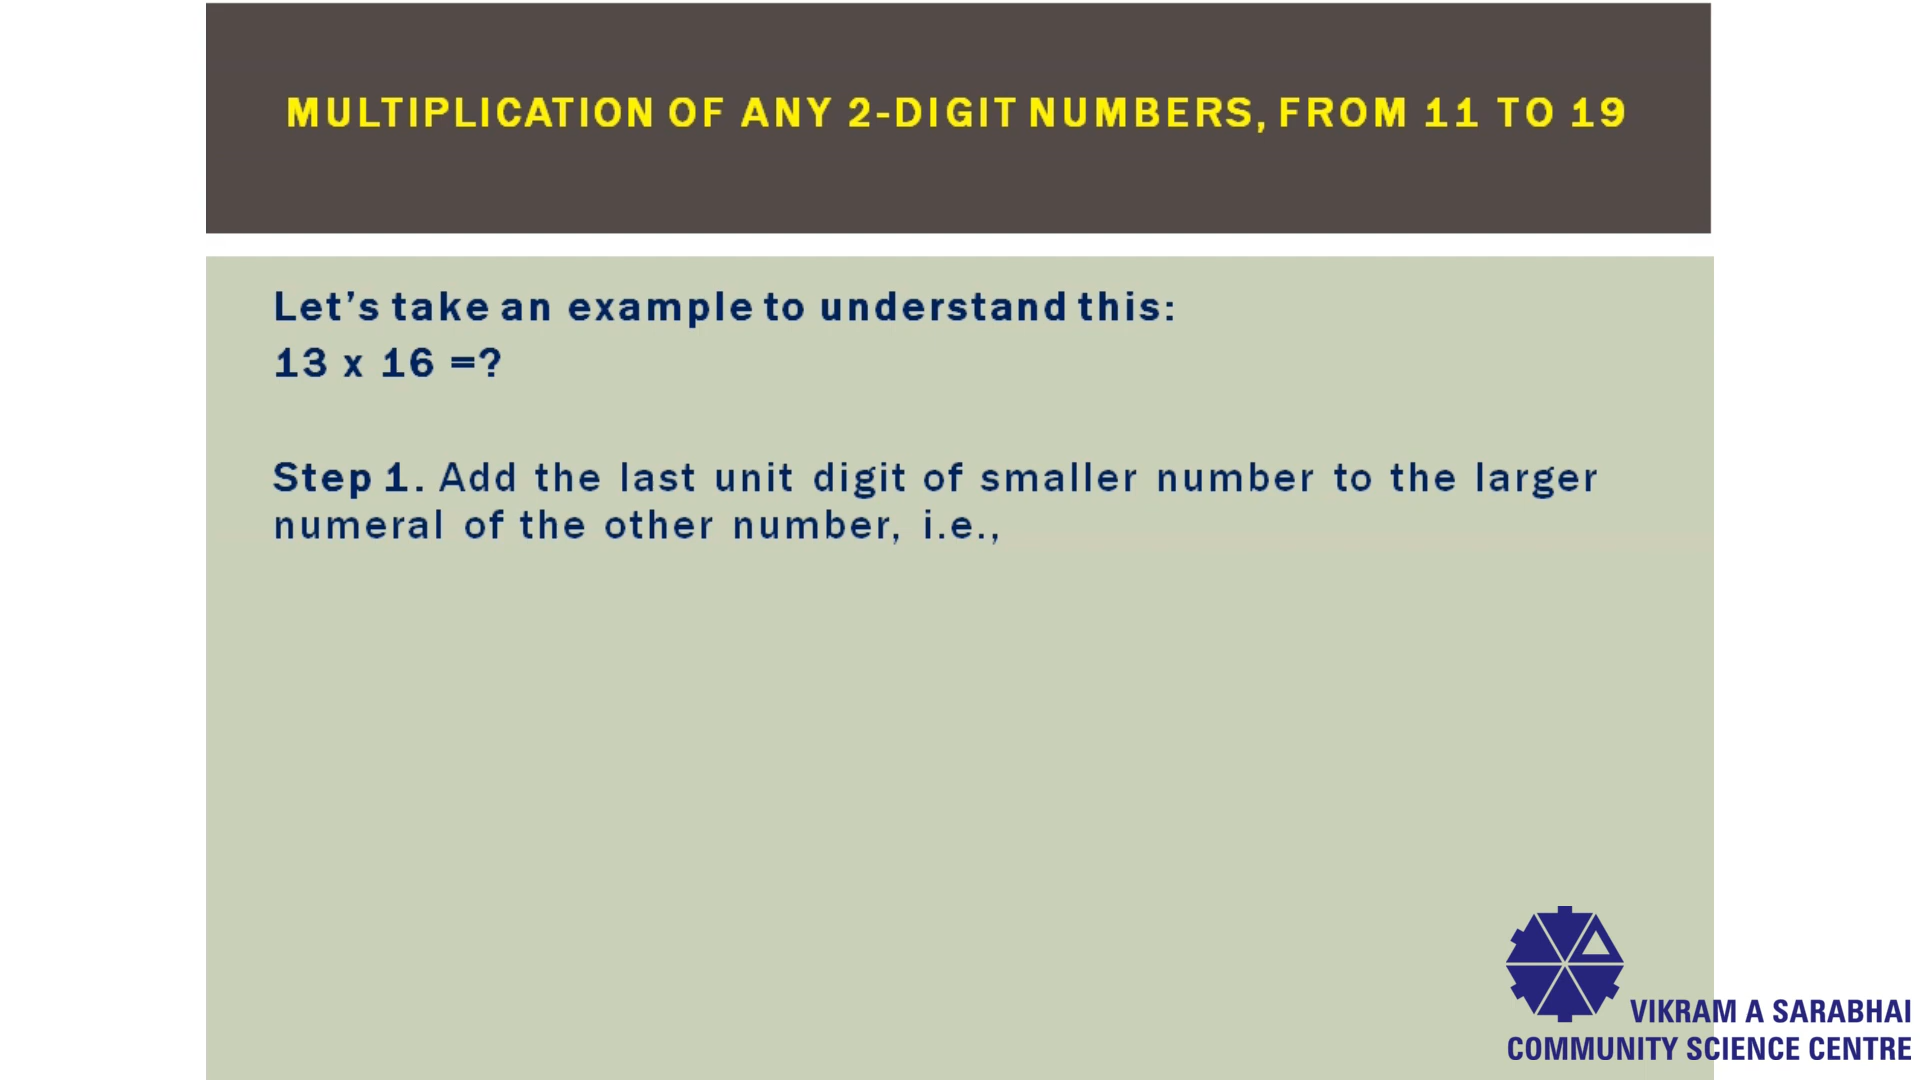 MULTIPLICATION OF ANY 2-DIGIT NUMBERS, FROM 11 TO 19
Let's take an example to understand this:
13 x 16 =?
Step 1. Add the last unit digit of smaller number to the larger
numeral of the other number, i.e.,
VIKRAM A SARABHAI
COMMUNITY SCIENCE CENTRE